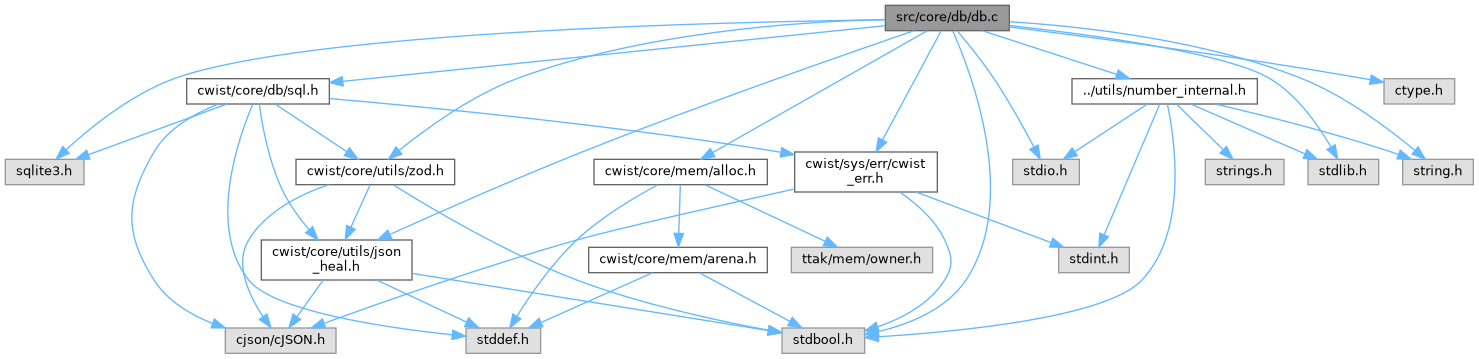 src/core/db/db.c
cwist/core/db/sql.h
../utils/number_internal.h
ctype.h
sqlite3.h
cwist/core/utils/zod.h
cwist/core/mem/alloc.h
cwist/sys/err/cwist
_err.h
stdio.h
strings.h
stdlib.h
string.h
cwist/core/utils/json
_heal.h
cwist/core/mem/arena.h
ttak/mem/owner.h
stdint.h
cjson/cJSON.h
stddef.h
stdbool.h